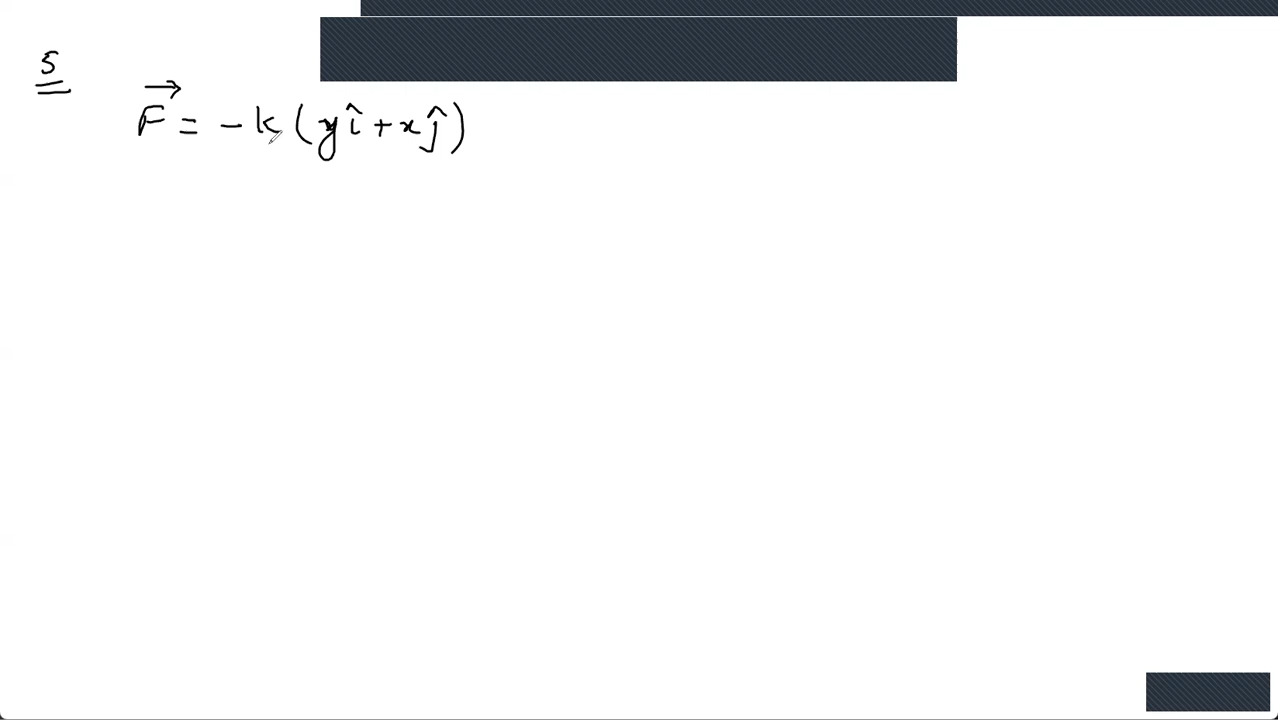 5
F⃗ = -k (yî + xĵ)